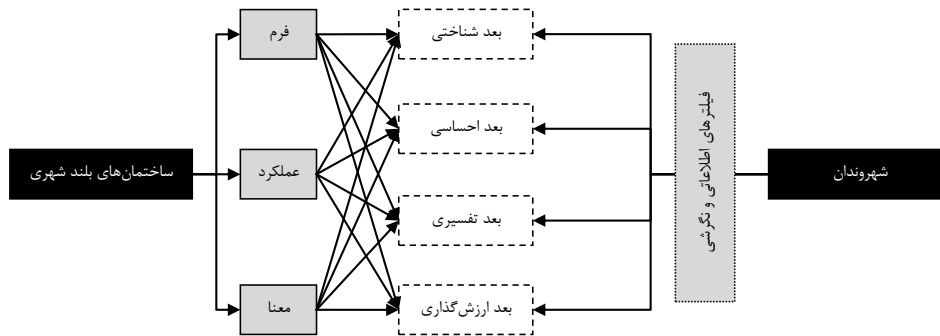 فرم
بعد شناختی
بعد احساسی
ساختمان‌های بلند شهری
عملکرد
فیلترهای اطلاعاتی و نگرشی
شهروندان
بعد تفسیری
معنا
بعد ارزش‌گذاری